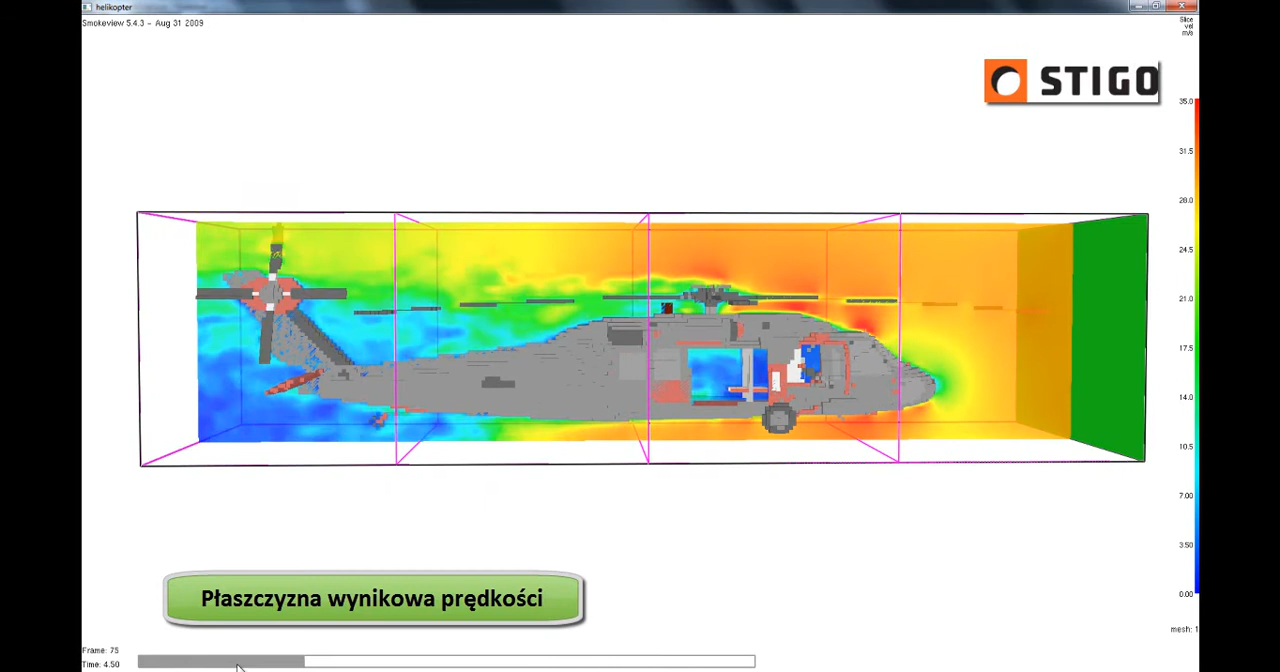 helikopter
Smokeview 5.4.3 - Aug 31 2009
Slice
vel
m/s
STIGO
35.0
31.5
28.0
24.5
21.0
17.5
14.0
10.5
7.00
3.50
0.00
Płaszczyzna wynikowa prędkości
mesh: 1
Frame: 75
Time: 4.50